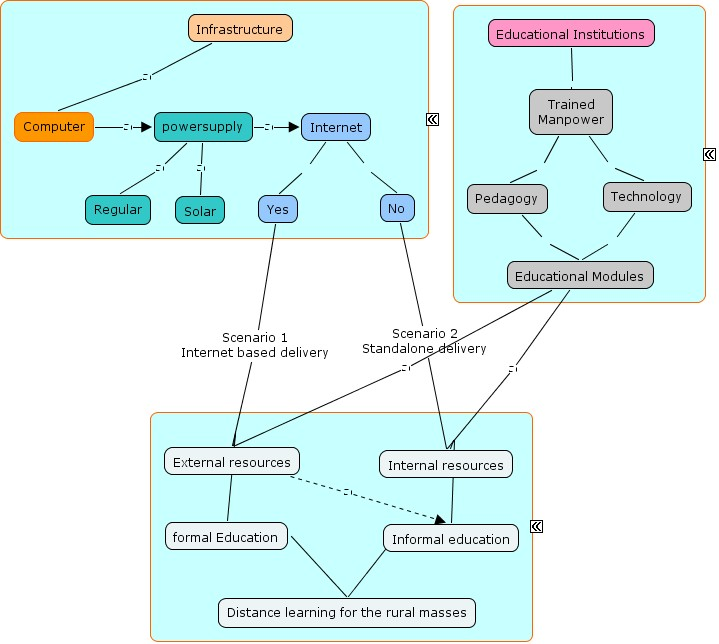 Infrastructure
Educational Institutions
Trained
Manpower
Computer
powersupply
Internet
Pedagogy
Technology
Regular
Solar
Yes
No
Educational Modules
Scenario 1
Internet based delivery
Scenario 2
Standalone delivery
External resources
Internal resources
formal Education
Informal education
Distance learning for the rural masses